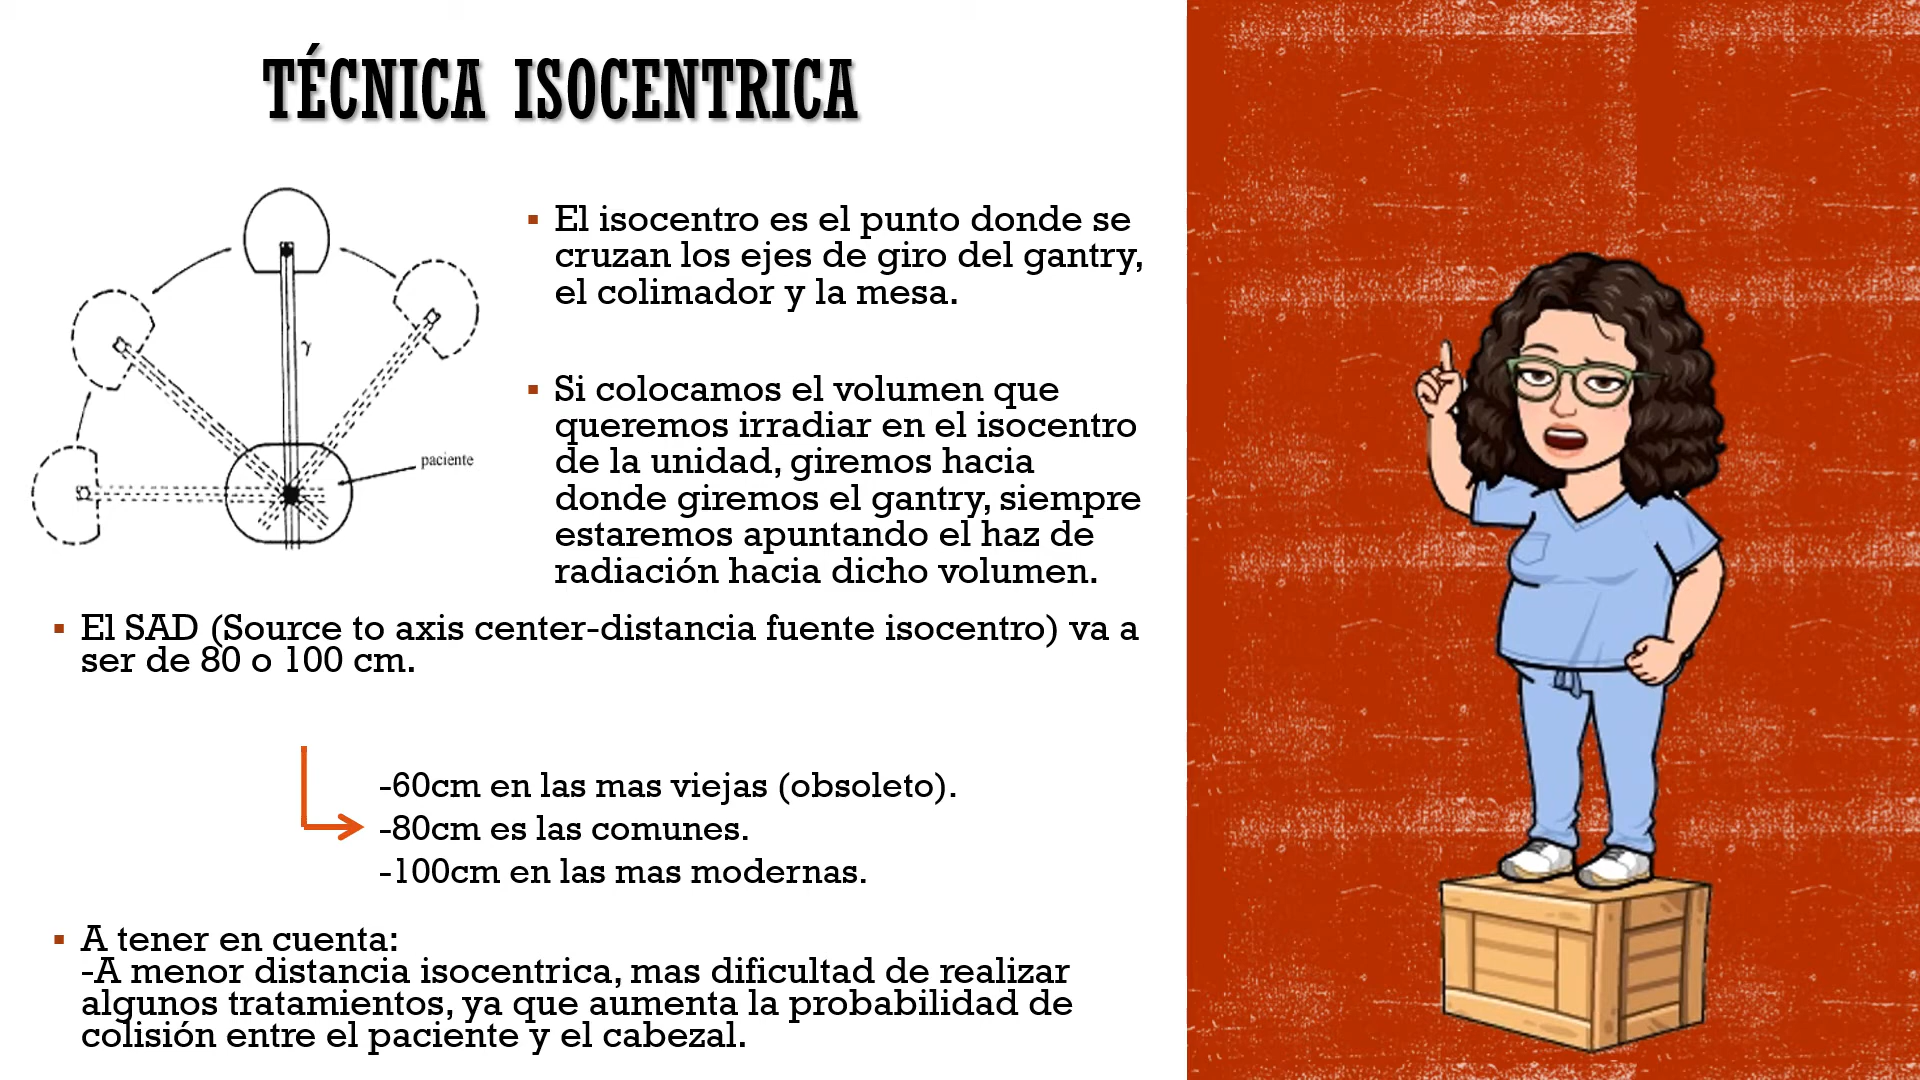 TÉCNICA ISOCENTRICA
γ
paciente
▪ El isocentro es el punto donde se
cruzan los ejes de giro del gantry,
el colimador y la mesa.
▪ Si colocamos el volumen que
queremos irradiar en el isocentro
de la unidad, giremos hacia
donde giremos el gantry, siempre
estaremos apuntando el haz de
radiación hacia dicho volumen.
▪ El SAD (Source to axis center-distancia fuente isocentro) va a
ser de 80 o 100 cm.
-60cm en las mas viejas (obsoleto).
-80cm es las comunes.
-100cm en las mas modernas.
▪ A tener en cuenta:
-A menor distancia isocentrica, mas dificultad de realizar
algunos tratamientos, ya que aumenta la probabilidad de
colisión entre el paciente y el cabezal.